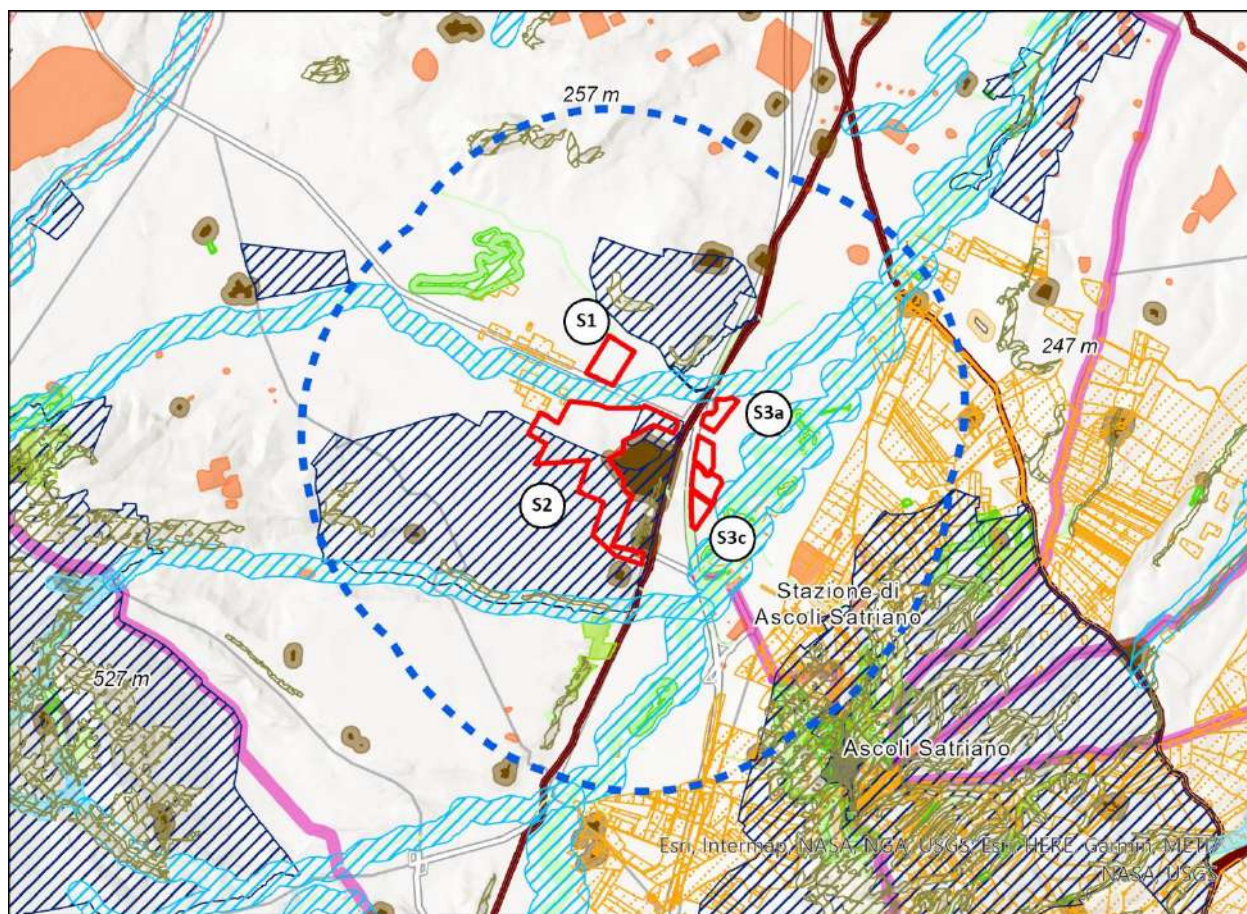 257 m
S1
247 m
S3a
S2
S3c
Stazione di
Ascoli Satriano
527 m
Ascoli Satriano
Esri, Intermap, NASA, NGA, USGS; Esri, HERE, Garmin, METI/
NASA, USGS